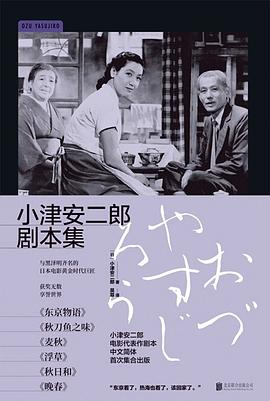 OZU YASUJIRO
小津安二郎
剧本集
おづ
やすじ
ろう
与黑泽明齐名的
日本电影黄金时代巨匠
获奖无数
享誉世界
《东京物语》
《秋刀鱼之味》
《麦秋》
《浮草》
《秋日和》
《晚春》
小津安二郎
电影代表作剧本
中文简体
首次集合出版
“东京看了，热海也看了，该回家了。”
北京联合出版公司